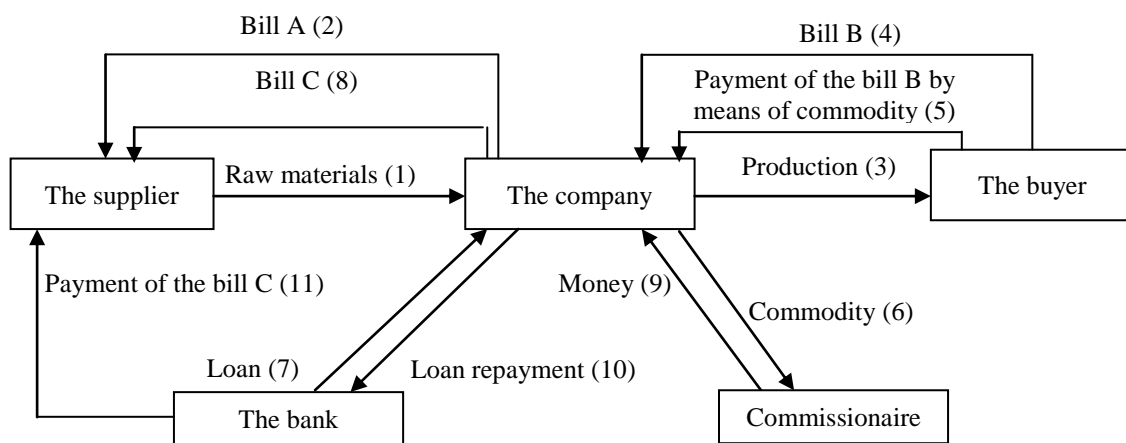 Bill A (2)
Bill B (4)
Bill C (8)
Payment of the bill B by
means of commodity (5)
The supplier
Raw materials (1)
The company
Production (3)
The buyer
Payment of the bill C (11)
Money (9)
Commodity (6)
Loan (7)
Loan repayment (10)
The bank
Commissionaire